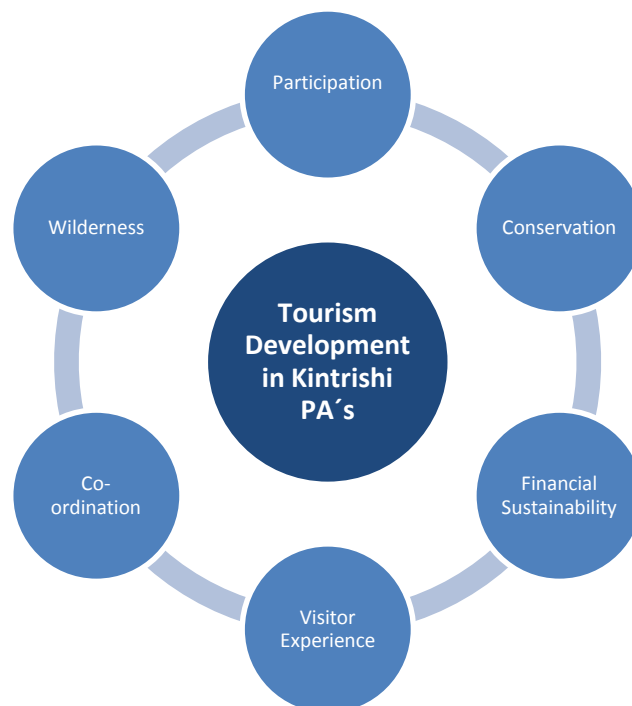 Participation
Conservation
Financial
Sustainability
Visitor
Experience
Co-
ordination
Wilderness
Tourism
Development
in Kintrishi
PA´s